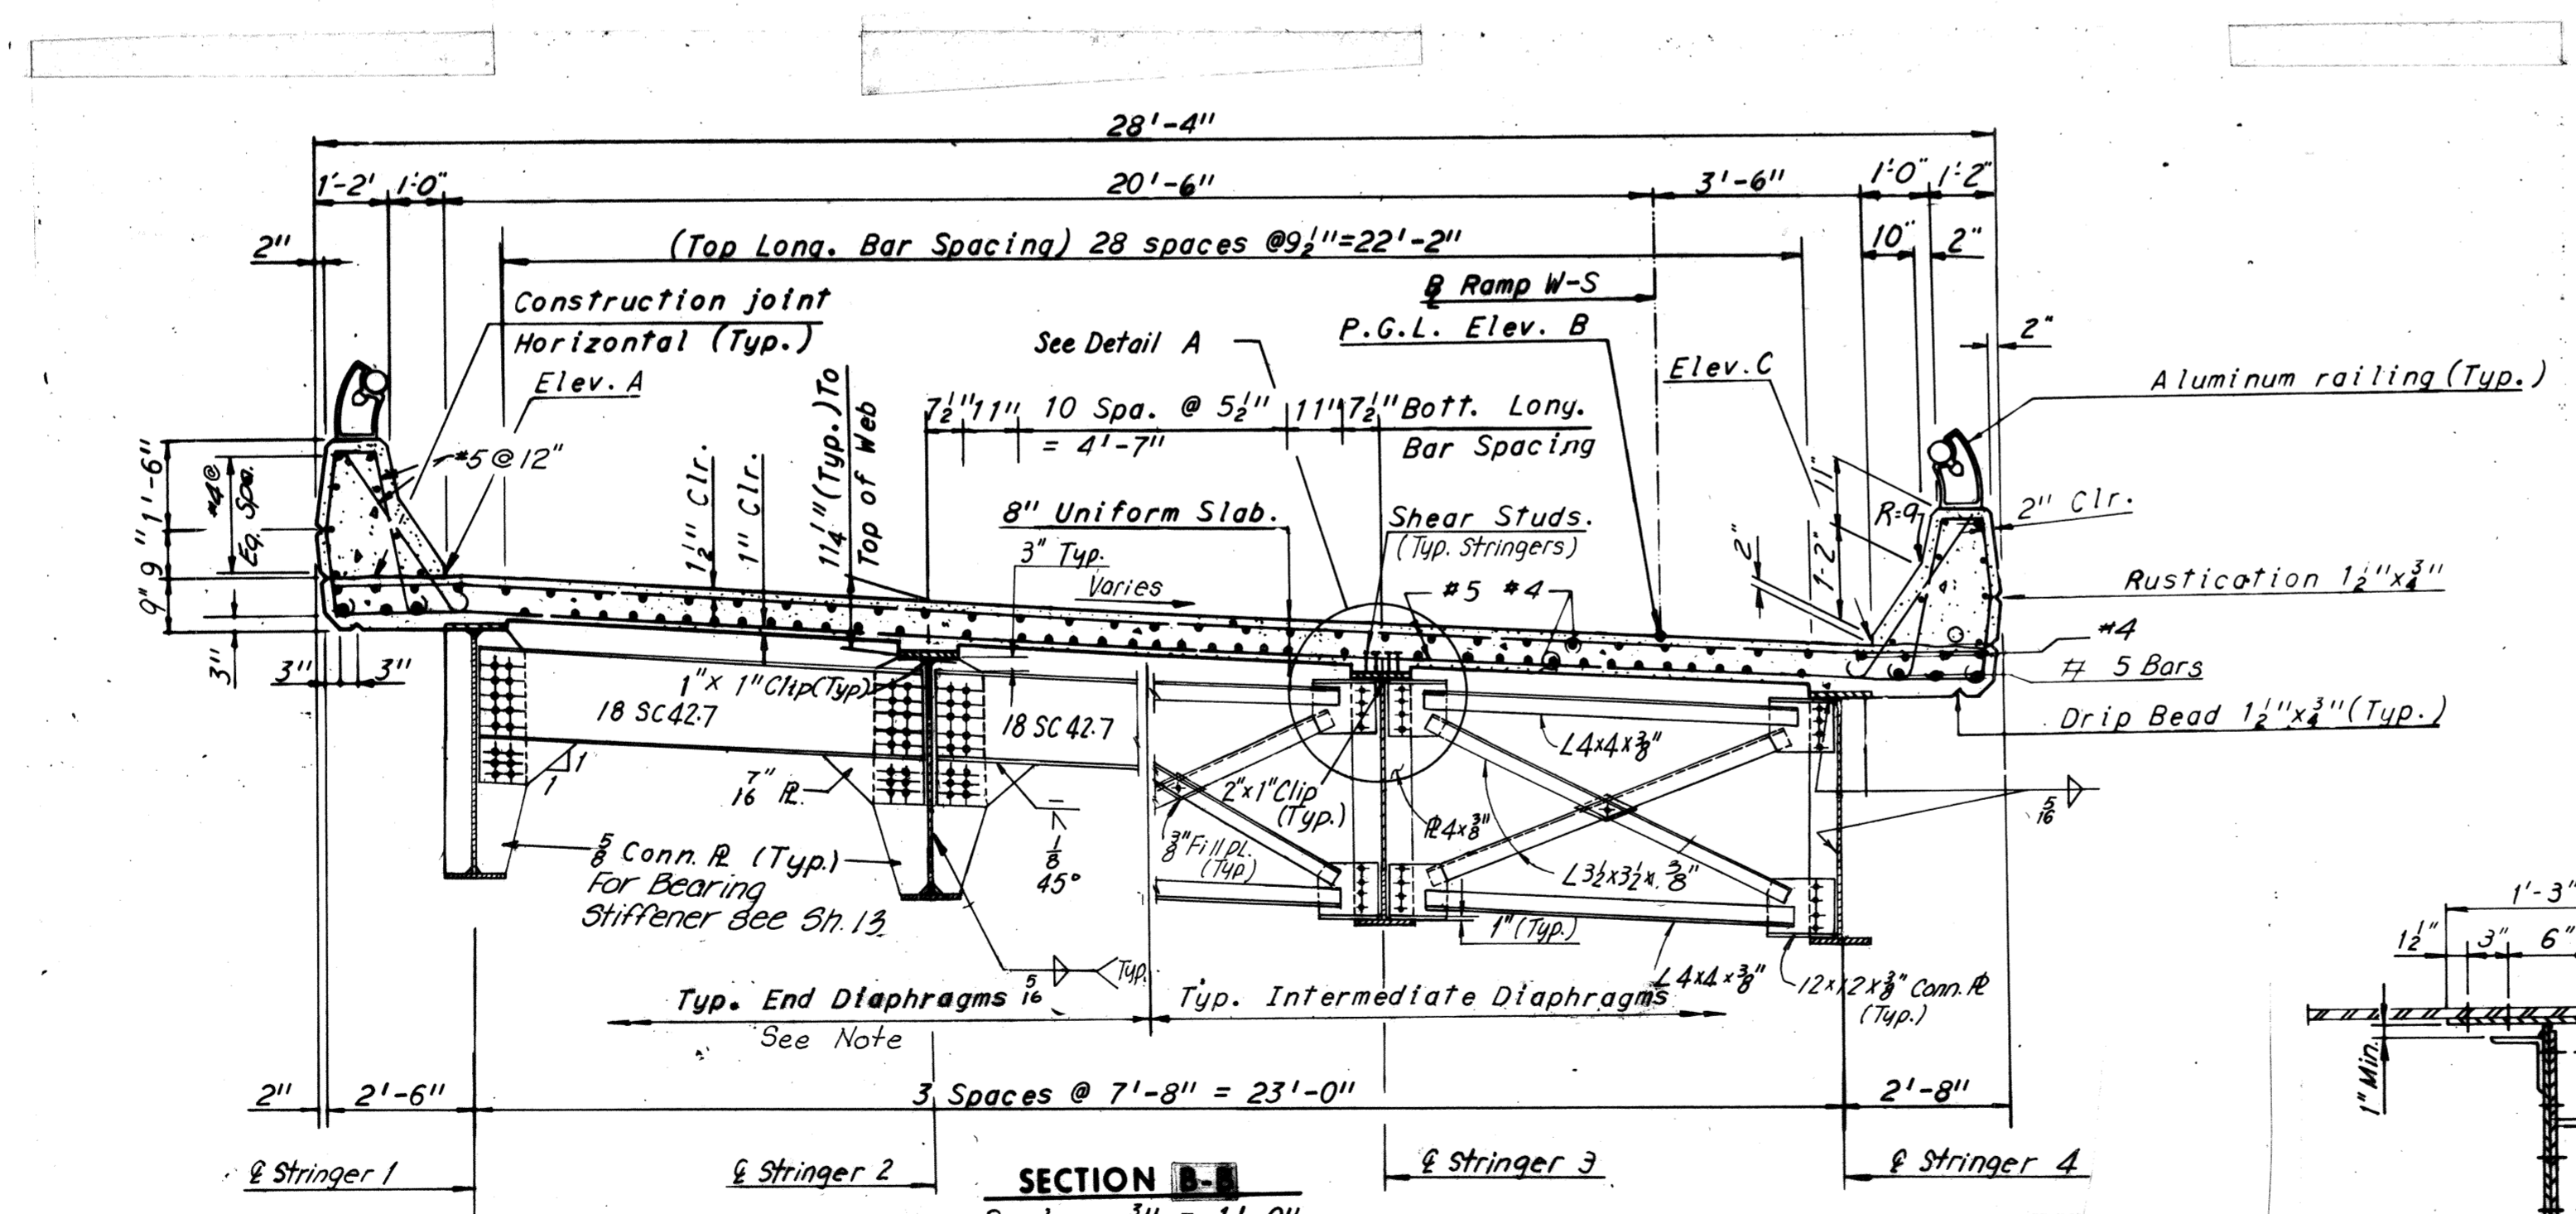 28'-4"
1'-2' 1'-0" 20'-6" 3'-6" 1'-0" 1'-2"
2" (Top Long. Bar Spacing) 28 spaces @9½"=22'-2" 10" 2"
Construction joint
Horizontal (Typ.)
℄ Ramp W-S
P.G.L. Elev. B
See Detail A
2"
Elev. A
Elev. C
Aluminum railing (Typ.)
7½" 11" 10 Spa. @ 5½" 11" 7½" Bott. Long.
= 4'-7" Bar Spacing
#5 @ 12"
1'-6"
9"
9"
3"
#4@
Eq. Spa.
1½" Clr.
1" Clr.
11¼" (Typ.) To
Top of Web
8" Uniform Slab.
3" Typ.
Varies
Shear Studs.
(Typ. Stringers)
#5 #4
11"
1'-2"
2"
R=9
2" Clr.
Rustication 1½"x¾"
#4
# 5 Bars
Drip Bead 1½"x¾" (Typ.)
3" 3"
1"x 1" Clip (Typ)
18 SC 42.7
18 SC 42.7
1
1
7/16" PL.
1/8
45°
2"x1" Clip
(Typ.)
3/8" Fill PL.
(Typ)
PL 4x3/8"
L4x4x3/8"
L3½x3½x 3/8"
5/16
5/8 Conn. PL (Typ.)
For Bearing
Stiffener See Sh. 13
1" (Typ.)
5/16 Typ.
L 4x4x3/8"
12x12x3/8" Conn. PL
(Typ.)
Typ. End Diaphragms
See Note
Typ. Intermediate Diaphragms
2" 2'-6" 3 Spaces @ 7'-8" = 23'-0" 2'-8"
℄ Stringer 1 ℄ Stringer 2 ℄ Stringer 3 ℄ Stringer 4
SECTION B-B
1'-3"
1½" 3" 6"
1" Min.